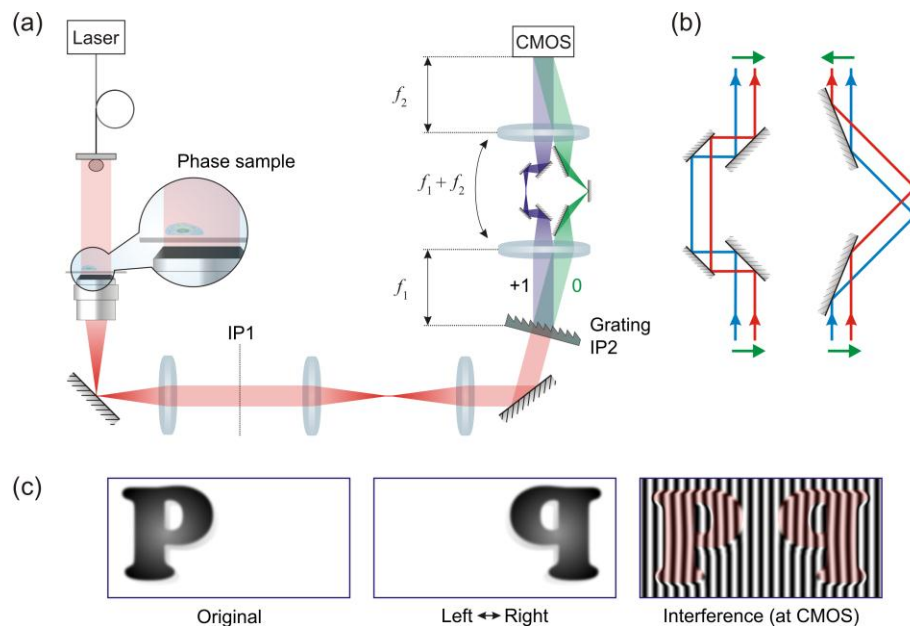 (a)
Laser
Phase sample
IP1
CMOS
f2
f1 + f2
f1
+1
0
Grating
IP2
(b)
(c)
P
Original
q
Left ↔ Right
P q
Interference (at CMOS)